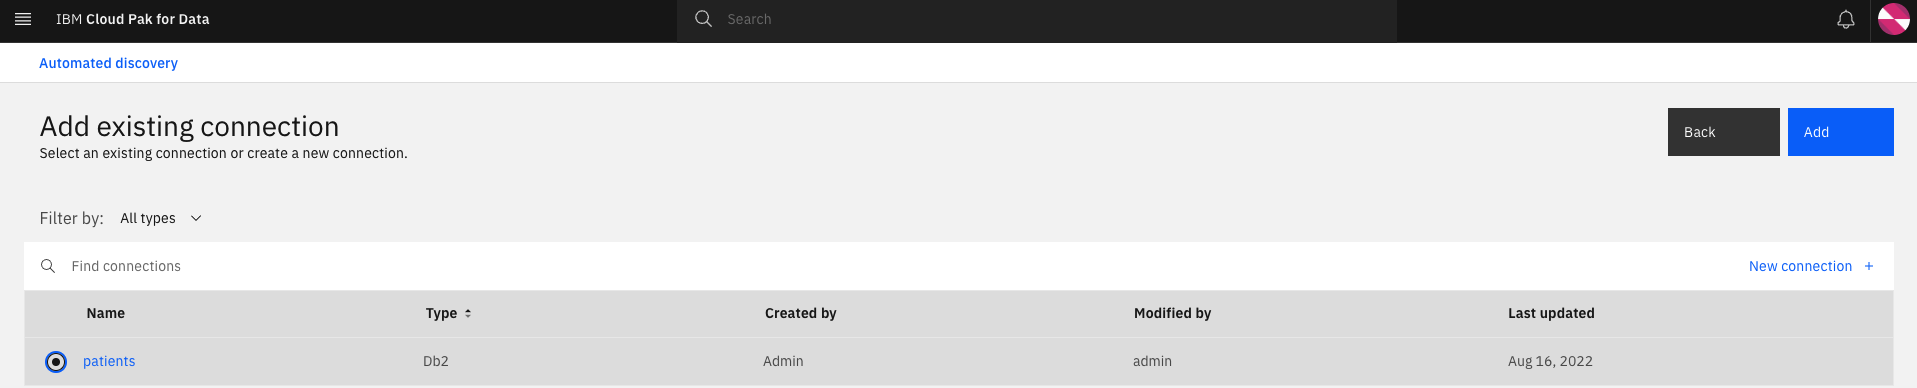 IBM Cloud Pak for Data
Search
Automated discovery
Add existing connection
Select an existing connection or create a new connection.
Back
Add
Filter by: All types
Find connections
New connection +
Name Type Created by Modified by Last updated
patients Db2 Admin admin Aug 16, 2022